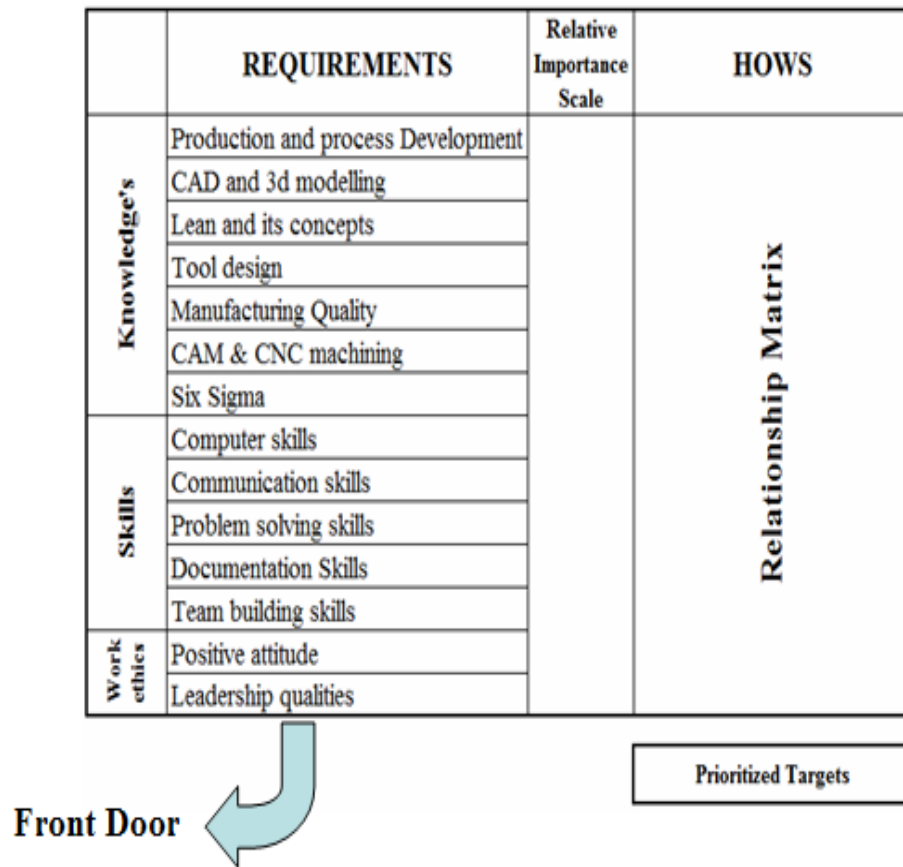 REQUIREMENTS
Relative
Importance
Scale
HOWS
Knowledge's
Production and process Development
CAD and 3d modelling
Lean and its concepts
Tool design
Manufacturing Quality
CAM & CNC machining
Six Sigma
Skills
Computer skills
Communication skills
Problem solving skills
Documentation Skills
Team building skills
Work
ethics
Positive attitude
Leadership qualities
Relationship Matrix
Prioritized Targets
Front Door